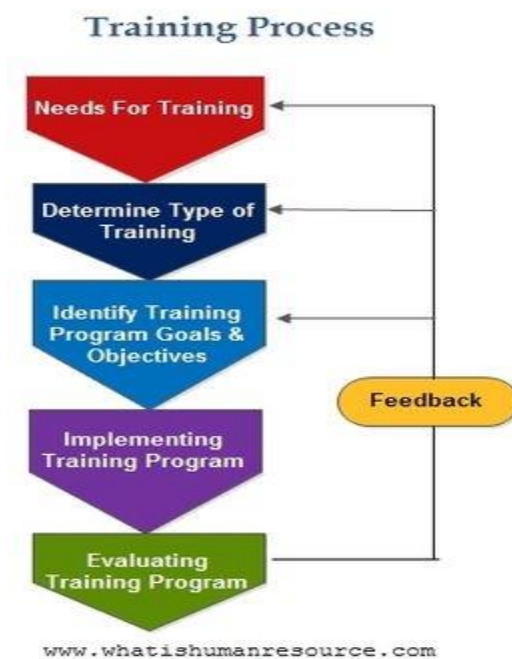 Training Process
Needs For Training
Determine Type of
Training
Identify Training
Program Goals &
Objectives
Feedback
Implementing
Training Program
Evaluating
Training Program
www.whatishumanresource.com